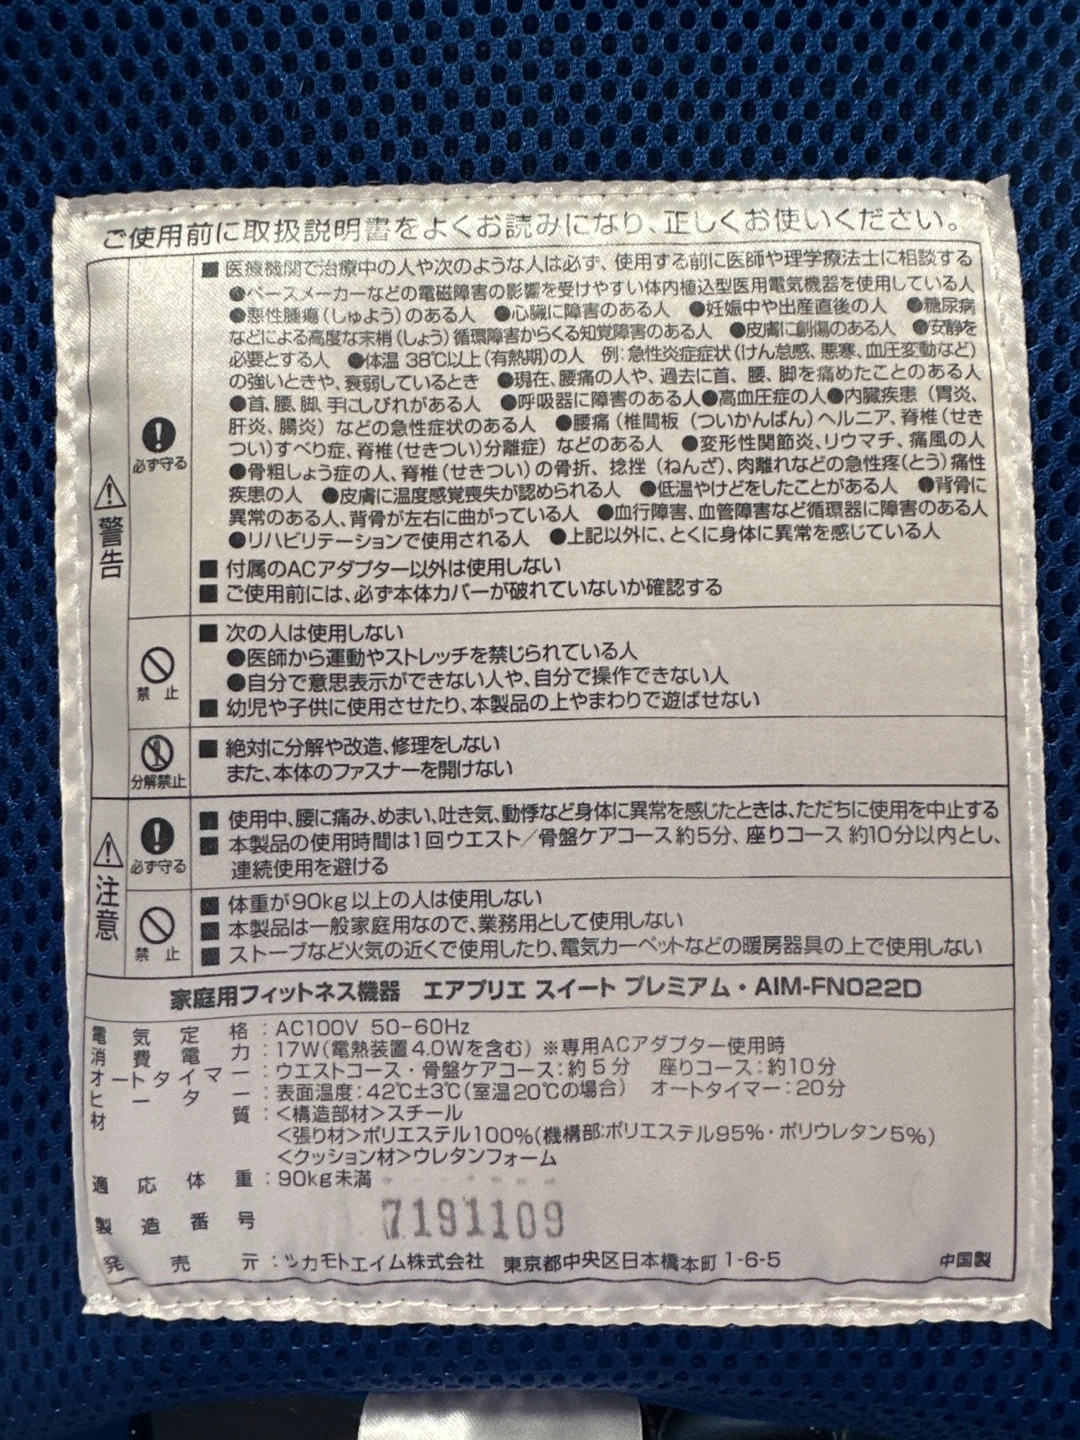 ご使用前に取扱説明書をよくお読みになり、正しくお使いください。
⚠警告
必ず守る
■ 医療機関で治療中の人や次のような人は必ず、使用する前に医師や理学療法士に相談する
●ペースメーカーなどの電磁障害の影響を受けやすい体内植込型医用電気機器を使用している人
●悪性腫瘍(しゅよう)のある人 ●心臓に障害のある人 ●妊娠中や出産直後の人 ●糖尿病
などによる高度な末梢(しょう)循環障害からくる知覚障害のある人 ●皮膚に創傷のある人 ●安静を
必要とする人 ●体温 38℃以上(有熱期)の人 例:急性炎症症状(けん怠感、悪寒、血圧変動など)
の強いときや、衰弱しているとき ●現在、腰痛の人や、過去に首、腰、脚を痛めたことのある人
●首、腰、脚、手にしびれがある人 ●呼吸器に障害のある人●高血圧症の人●内臓疾患(胃炎、
肝炎、腸炎)などの急性症状のある人 ●腰痛(椎間板(ついかんばん)ヘルニア、脊椎(せき
つい)すべり症、脊椎(せきつい)分離症)などのある人 ●変形性関節炎、リウマチ、痛風の人
●骨粗しょう症の人、脊椎(せきつい)の骨折、捻挫(ねんざ)、肉離れなどの急性疼(とう)痛性
疾患の人 ●皮膚に温度感覚喪失が認められる人 ●低温やけどをしたことがある人 ●背骨に
異常のある人、背骨が左右に曲がっている人 ●血行障害、血管障害など循環器に障害のある人
●リハビリテーションで使用される人 ●上記以外に、とくに身体に異常を感じている人
■ 付属のACアダプター以外は使用しない
■ ご使用前には、必ず本体カバーが破れていないか確認する
禁 止
■ 次の人は使用しない
●医師から運動やストレッチを禁じられている人
●自分で意思表示ができない人や、自分で操作できない人
■ 幼児や子供に使用させたり、本製品の上やまわりで遊ばせない
分解禁止
■ 絶対に分解や改造、修理をしない
また、本体のファスナーを開けない
⚠注意
必ず守る
■ 使用中、腰に痛み、めまい、吐き気、動悸など身体に異常を感じたときは、ただちに使用を中止する
■ 本製品の使用時間は1回ウエスト/骨盤ケアコース約5分、座りコース 約10分以内とし、
連続使用を避ける
禁 止
■ 体重が90kg以上の人は使用しない
■ 本製品は一般家庭用なので、業務用として使用しない
■ ストーブなど火気の近くで使用したり、電気カーペットなどの暖房器具の上で使用しない
家庭用フィットネス機器 エアプリエ スイート プレミアム・AIM-FN022D
電気定格:AC100V 50-60Hz
消費電力:17W(電熱装置4.0Wを含む) ※専用ACアダプター使用時
オートタイマー:ウエストコース・骨盤ケアコース:約5分 座りコース:約10分
ヒーター:表面温度:42℃±3℃(室温20℃の場合) オートタイマー:20分
材質:<構造部材>スチール
<張り材>ポリエステル100%(機構部:ポリエステル95%・ポリウレタン5%)
<クッション材>ウレタンフォーム
適応体重:90kg未満
製造番号 7191109
発売元:ツカモトエイム株式会社 東京都中央区日本橋本町1-6-5 中国製